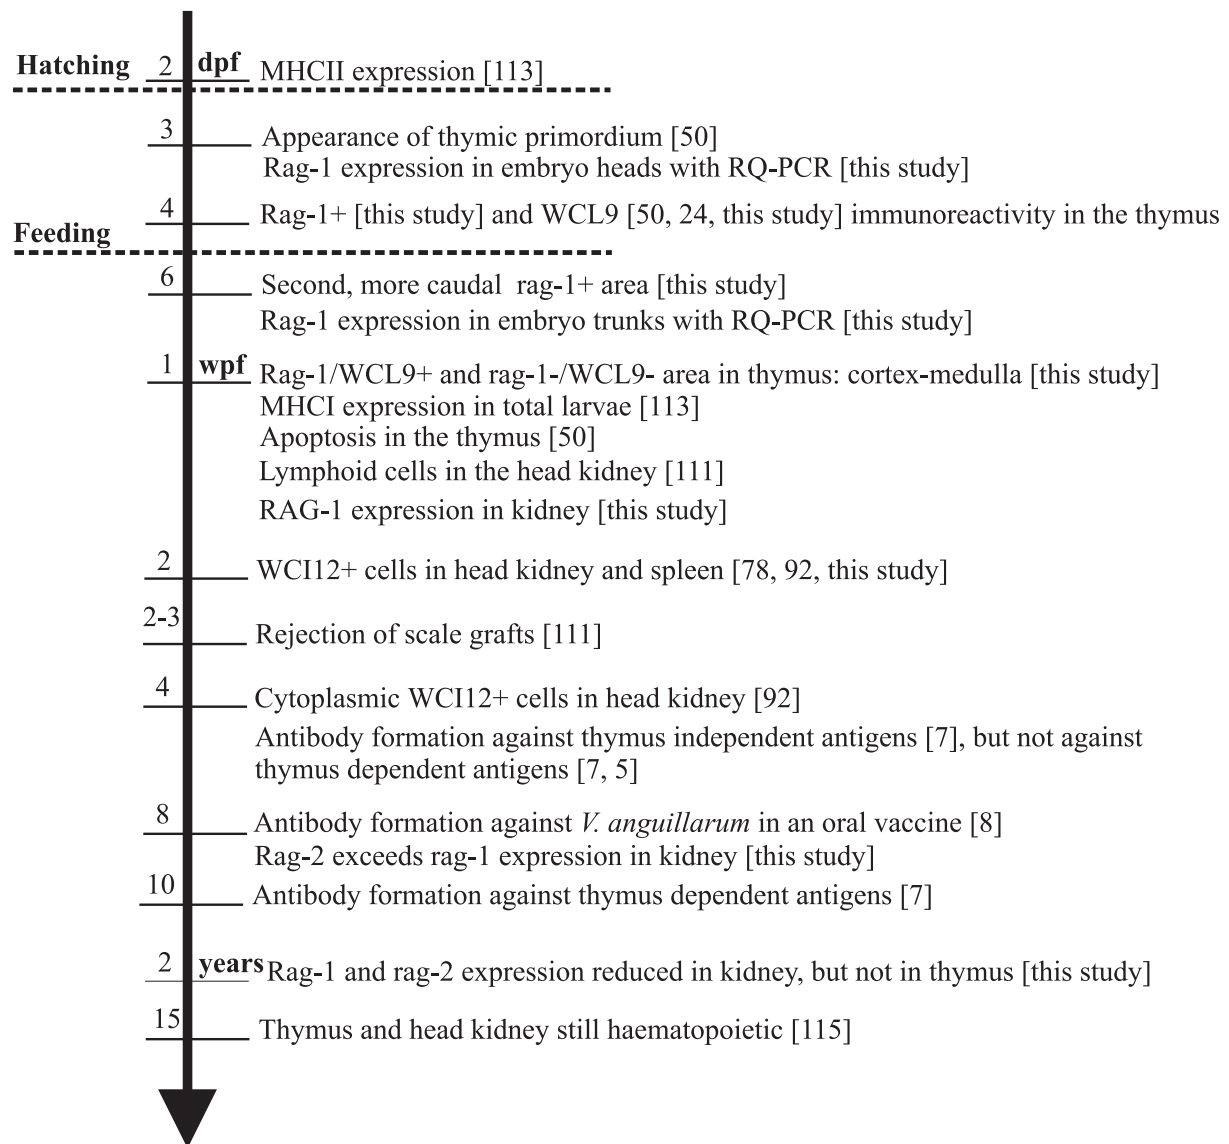 Hatching 2 dpf MHCII expression [113]
3 Appearance of thymic primordium [50]
Rag-1 expression in embryo heads with RQ-PCR [this study]
4 Rag-1+ [this study] and WCL9 [50, 24, this study] immunoreactivity in the thymus
Feeding
6 Second, more caudal rag-1+ area [this study]
Rag-1 expression in embryo trunks with RQ-PCR [this study]
1 wpf Rag-1/WCL9+ and rag-1-/WCL9- area in thymus: cortex-medulla [this study]
MHCI expression in total larvae [113]
Apoptosis in the thymus [50]
Lymphoid cells in the head kidney [111]
RAG-1 expression in kidney [this study]
2 WCI12+ cells in head kidney and spleen [78, 92, this study]
2-3 Rejection of scale grafts [111]
4 Cytoplasmic WCI12+ cells in head kidney [92]
Antibody formation against thymus independent antigens [7], but not against
thymus dependent antigens [7, 5]
8 Antibody formation against V. anguillarum in an oral vaccine [8]
Rag-2 exceeds rag-1 expression in kidney [this study]
10 Antibody formation against thymus dependent antigens [7]
2 years Rag-1 and rag-2 expression reduced in kidney, but not in thymus [this study]
15 Thymus and head kidney still haematopoietic [115]